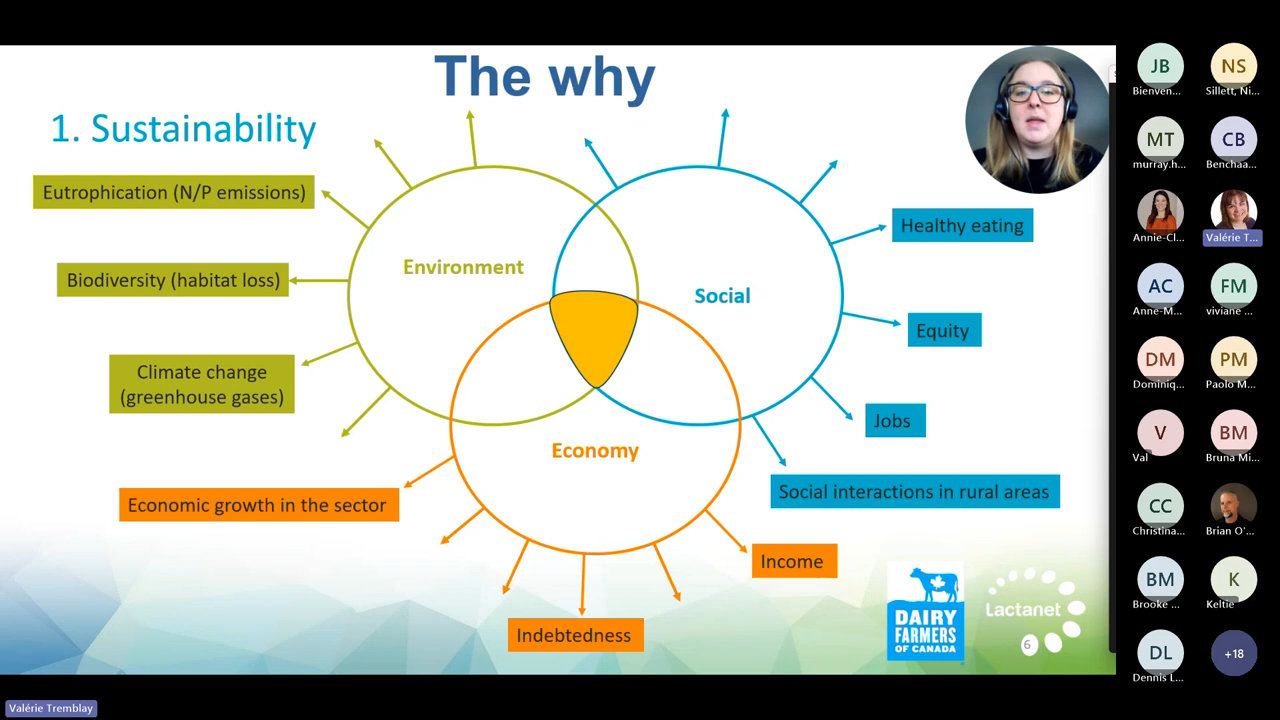 The why
1. Sustainability
Eutrophication (N/P emissions)
Biodiversity (habitat loss)
Climate change
(greenhouse gases)
Environment
Social
Economy
Healthy eating
Equity
Jobs
Social interactions in rural areas
Economic growth in the sector
Income
Indebtedness
DAIRY
FARMERS
OF CANADA
Lactanet
6
JB
Bienven...
NS
Sillett, Ni...
MT
murray.h...
CB
Benchaa...
Annie-Cl...
Valérie T...
AC
Anne-M...
FM
viviane ...
DM
Dominiq...
PM
Paolo M...
V
Val
BM
Bruna Mi...
CC
Christina...
Brian O'...
BM
Brooke ...
K
Keltie
DL
Dennis L...
+18
Valérie Tremblay